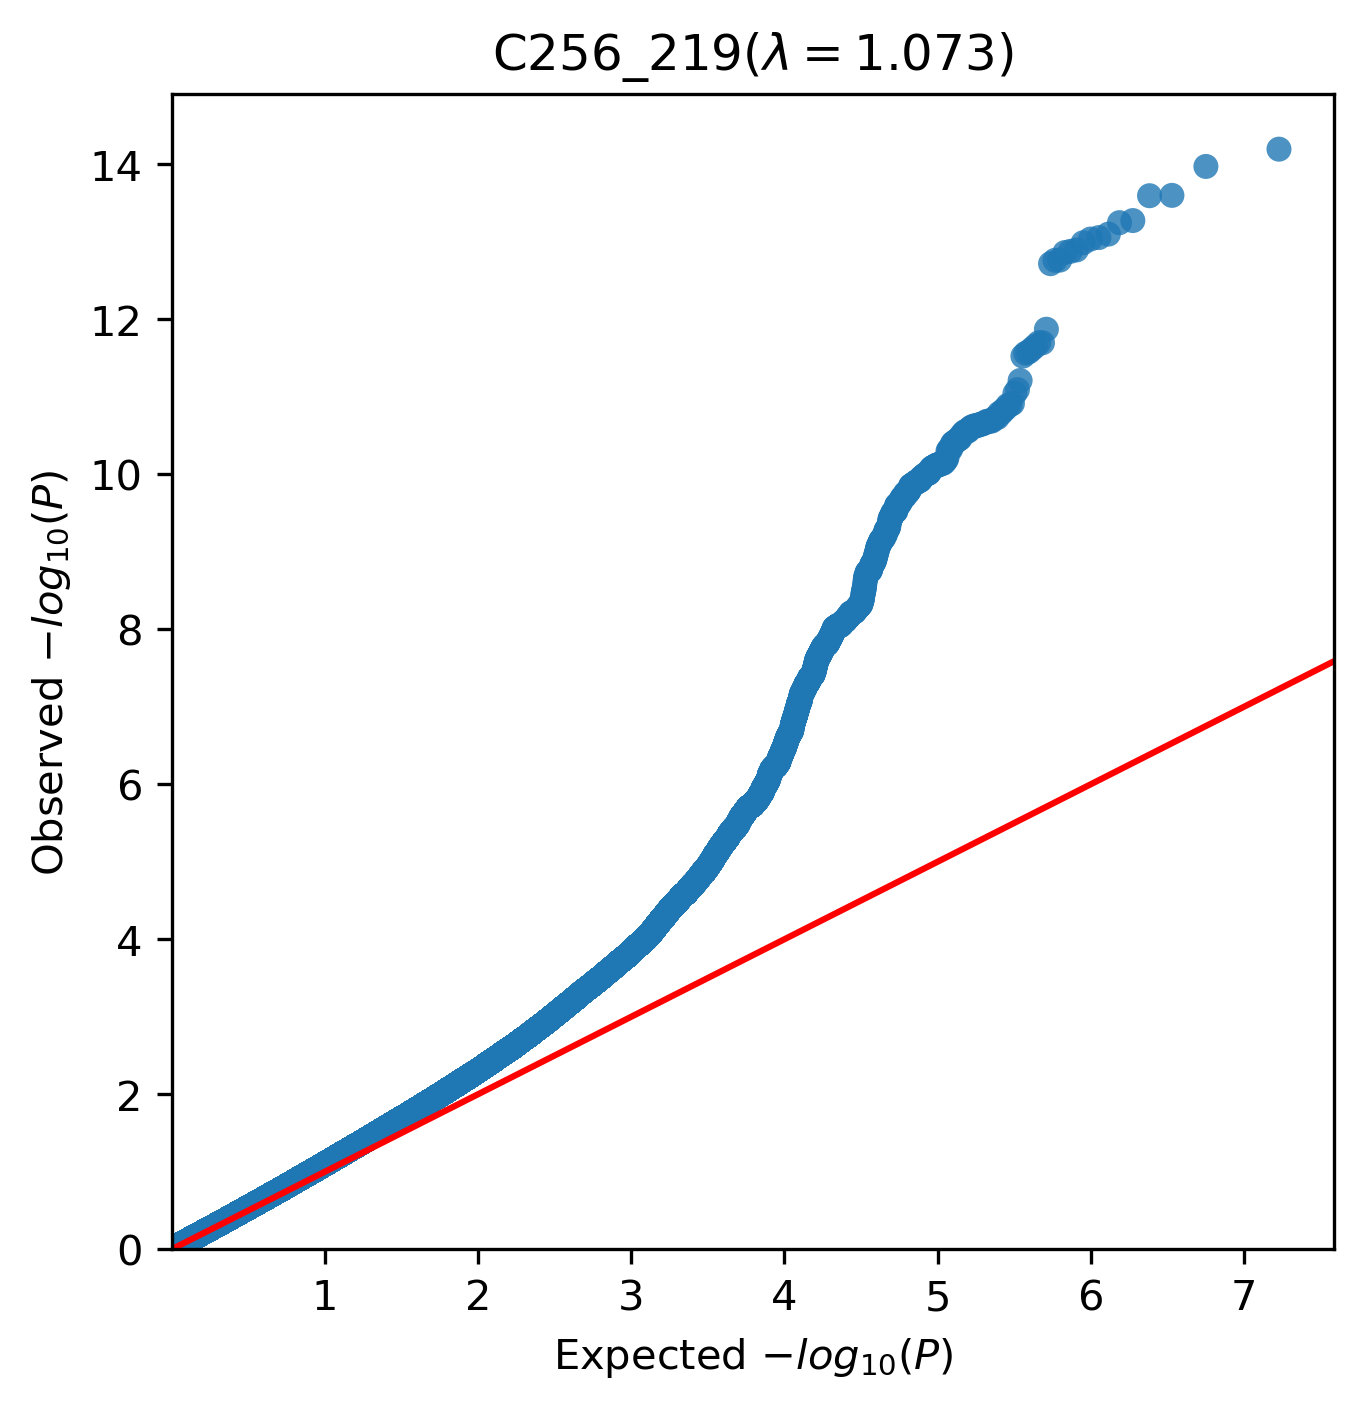 C256_219(λ = 1.073)
Observed −log10(P)
14
12
10
8
6
4
2
0
1 2 3 4 5 6 7
Expected −log10(P)